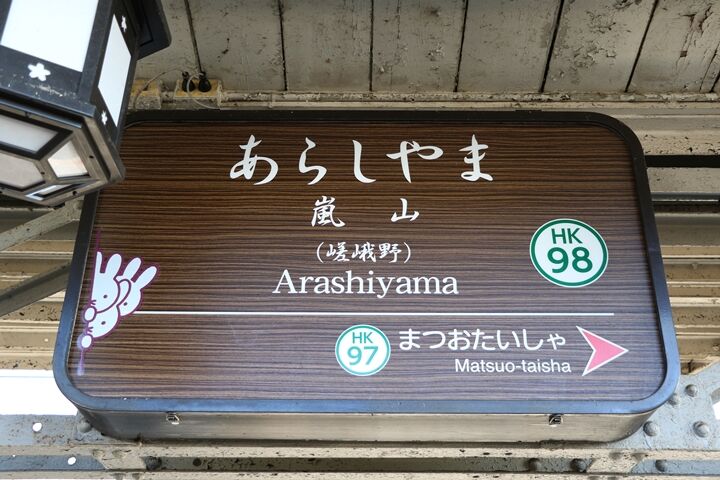 あらしやま
嵐山
(嵯峨野)
Arashiyama
HK
98
HK
97
まつおたいしゃ
Matsuo-taisha